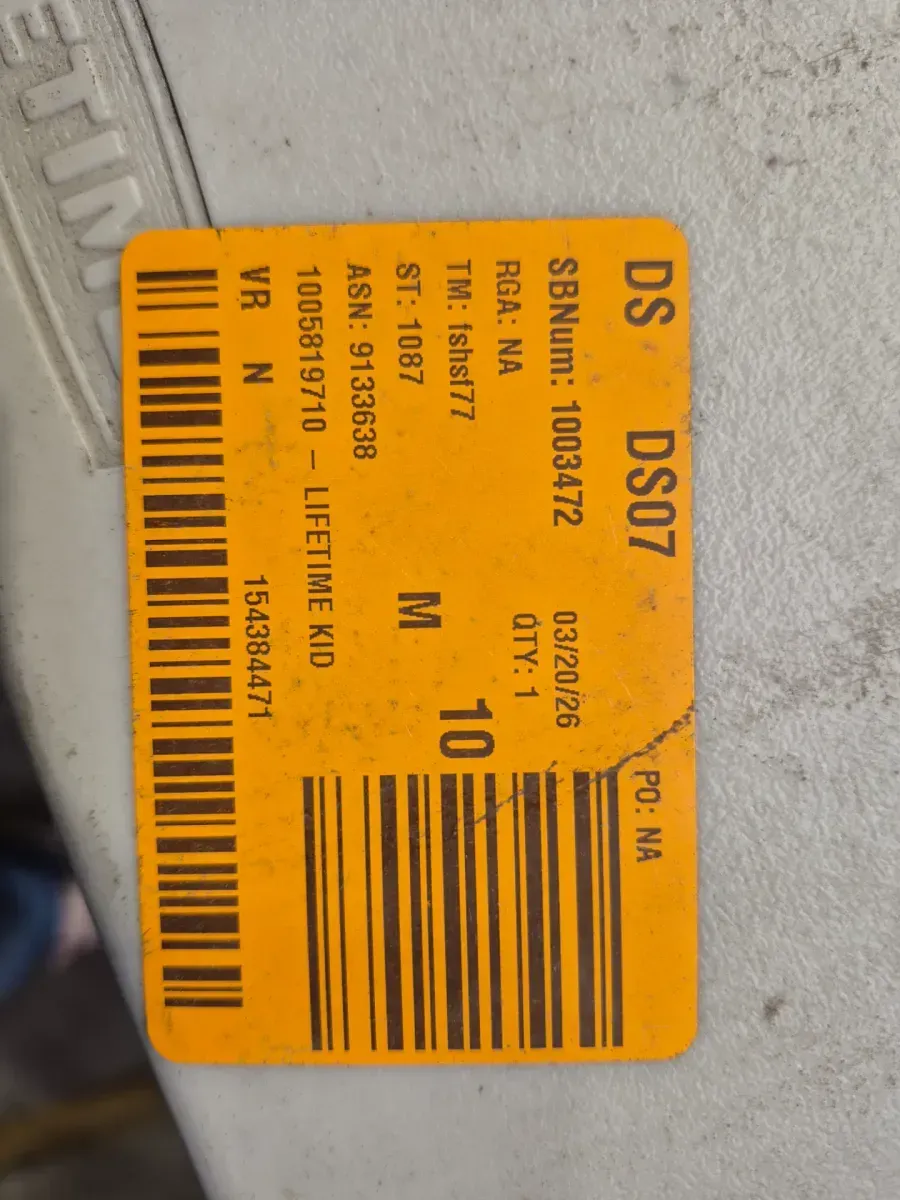 DS DS07 PO: NA
SBNum: 1003472 03/20/26
RGA: NA QTY: 1
TM: fshsf77 10
ST: 1087 M
ASN: 9133638
1005819710 – LIFETIME KID
VR N 154384471
ETIM